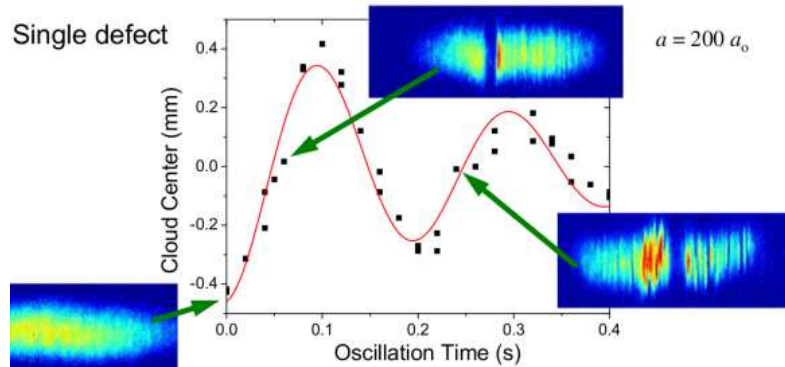 Single defect
a = 200 a₀
Cloud Center (mm)
0.4
0.2
0.0
-0.2
-0.4
0.0
0.1
0.2
0.3
0.4
Oscillation Time (s)